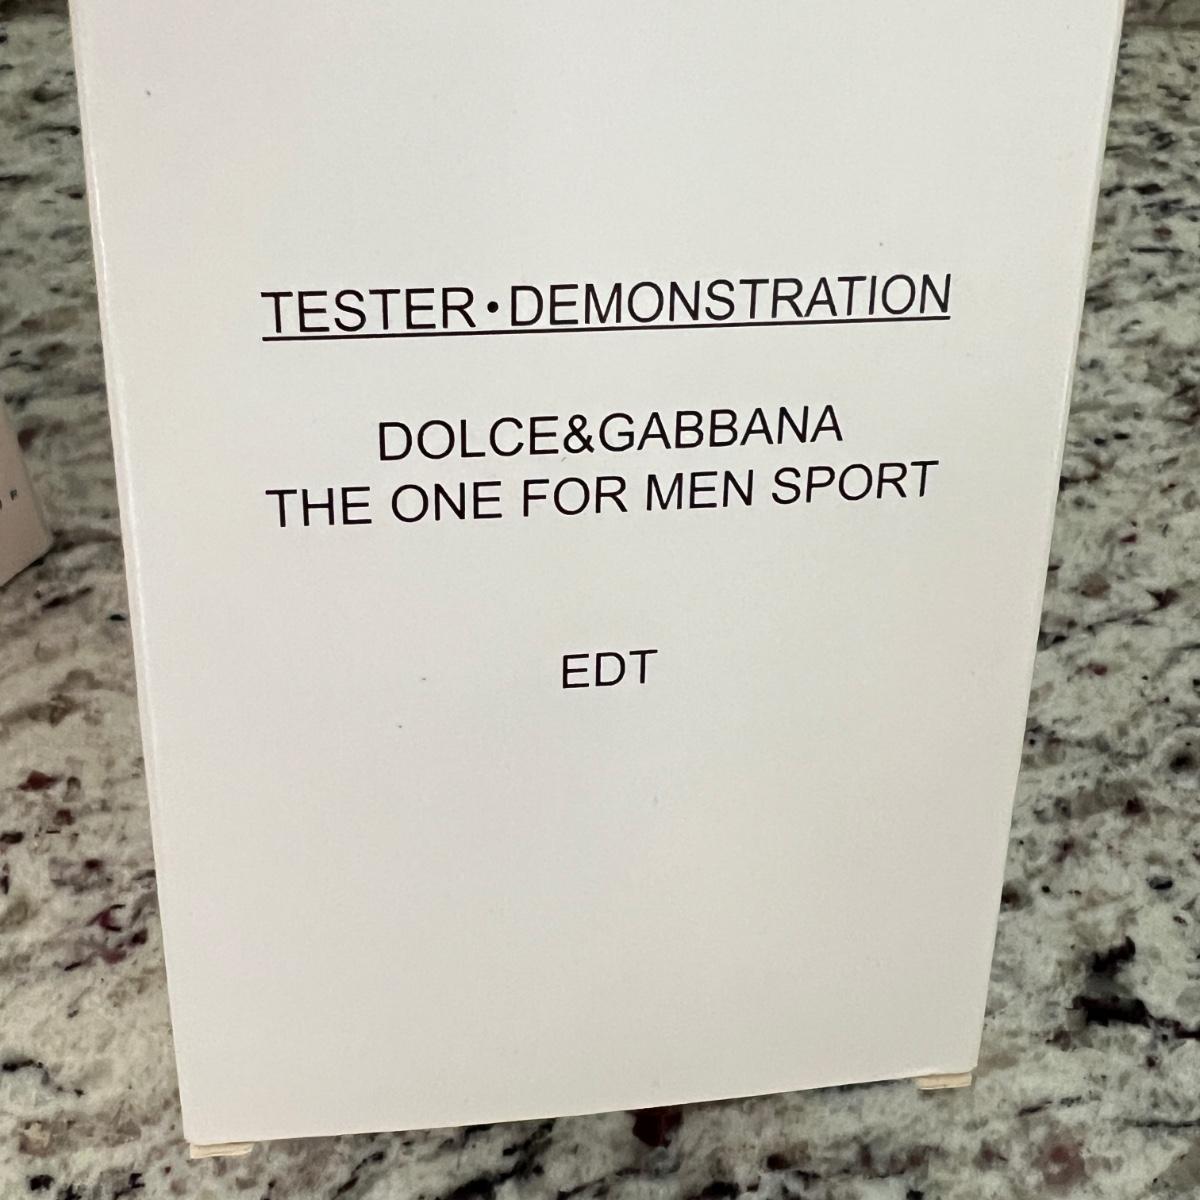 TESTER•DEMONSTRATION
DOLCE&GABBANA
THE ONE FOR MEN SPORT
EDT